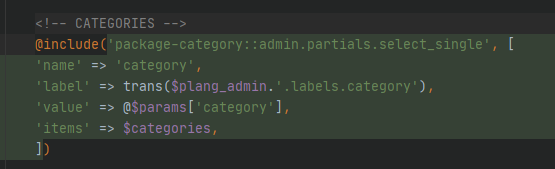 <!-- CATEGORIES -->
@include('package-category::admin.partials.select_single', [
'name' => 'category',
'label' => trans($plang_admin.'.labels.category'),
'value' => @$params['category'],
'items' => $categories,
])